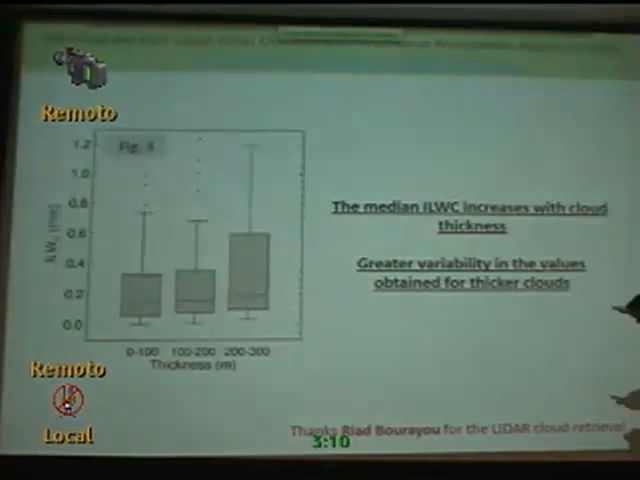 Remoto
Fig. 3
1.2
1.0
0.8
0.6
0.4
0.2
0.0
0-100 100-200 200-300
Thickness (m)
The median ILWC increases with cloud
thickness
Greater variability in the values
obtained for thicker clouds
Remoto
Local
Thanks Riad Bourayou for the LIDAR cloud retrieval
3:10